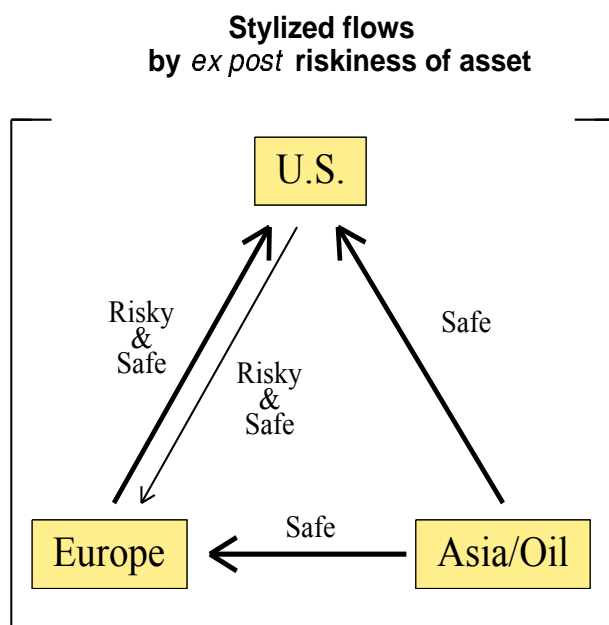 Stylized flows
by ex post riskiness of asset
U.S.
Risky
&
Safe
Risky
&
Safe
Safe
Europe
Safe
Asia/Oil